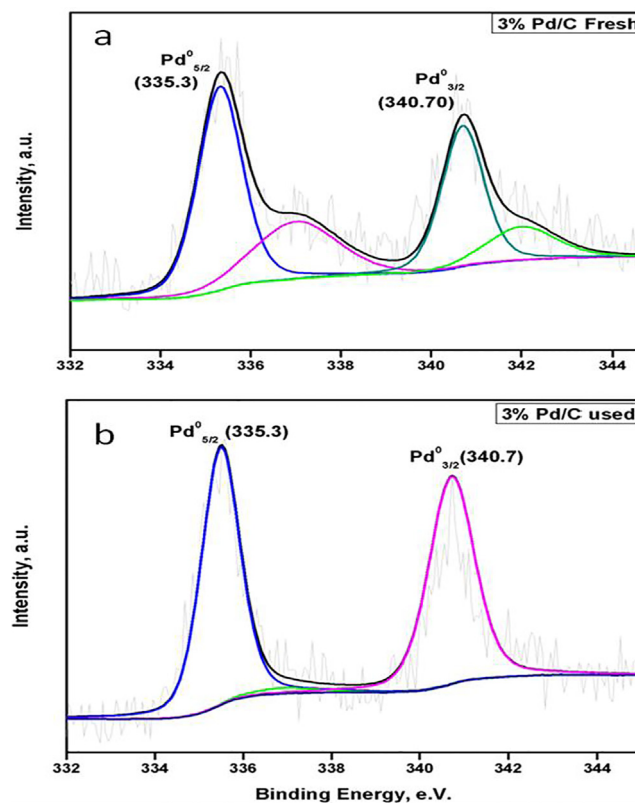 a
3% Pd/C Fresh
Pd⁰₅/₂
(335.3)
Pd⁰₃/₂
(340.70)
Intensity, a.u.
332 334 336 338 340 342 344
b
3% Pd/C used
Pd⁰₅/₂ (335.3)
Pd⁰₃/₂(340.7)
Intensity, a.u.
332 334 336 338 340 342 344
Binding Energy, e.V.